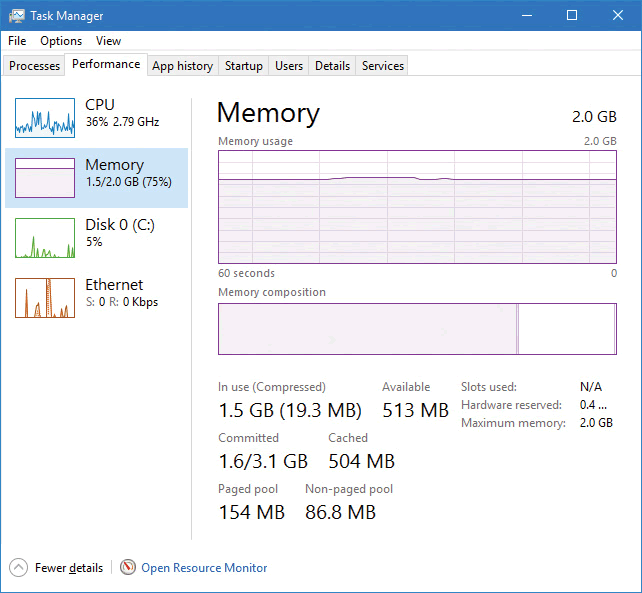 Task Manager
File Options View
Processes Performance App history Startup Users Details Services
CPU
36% 2.79 GHz
Memory
1.5/2.0 GB (75%)
Disk 0 (C:)
5%
Ethernet
S: 0 R: 0 Kbps
Memory 2.0 GB
Memory usage 2.0 GB
60 seconds 0
Memory composition
In use (Compressed) Available
1.5 GB (19.3 MB) 513 MB
Committed Cached
1.6/3.1 GB 504 MB
Paged pool Non-paged pool
154 MB 86.8 MB
Slots used: N/A
Hardware reserved: 0.4 ...
Maximum memory: 2.0 GB
Fewer details Open Resource Monitor